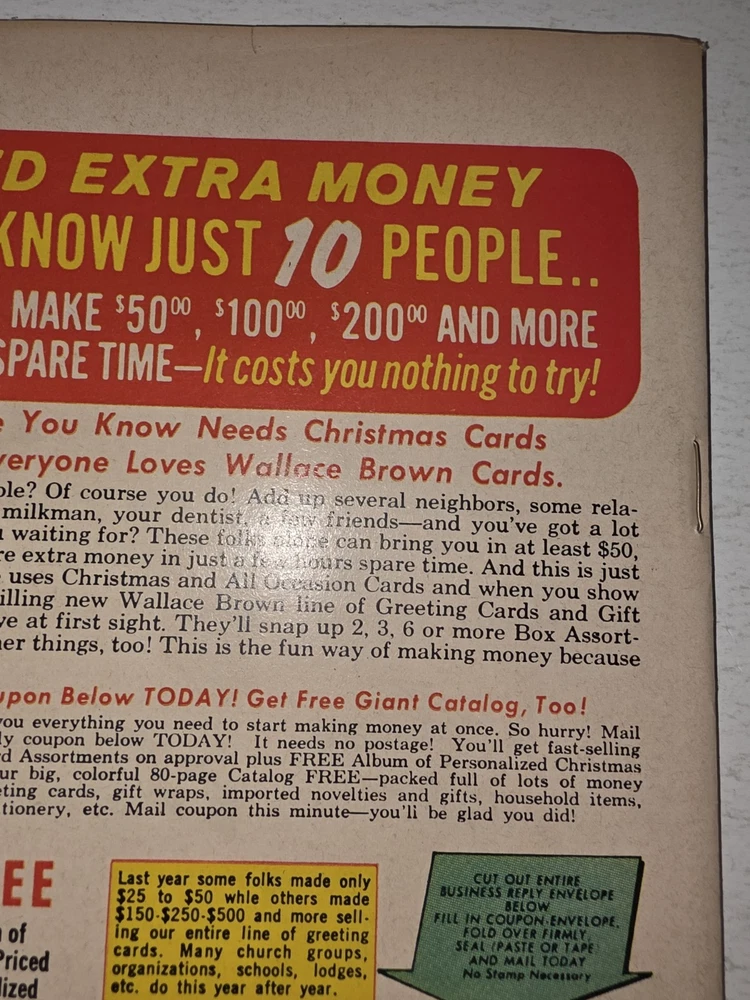 D EXTRA MONEY
KNOW JUST 10 PEOPLE..
MAKE $5000, $10000, $20000 AND MORE
SPARE TIME—It costs you nothing to try!
e You Know Needs Christmas Cards
veryone Loves Wallace Brown Cards.
ple? Of course you do! Add up several neighbors, some rela-
milkman, your dentist, a few friends—and you've got a lot
u waiting for? These folks alone can bring you in at least $50,
re extra money in just a few hours spare time. And this is just
uses Christmas and All Occasion Cards and when you show
illing new Wallace Brown line of Greeting Cards and Gift
ve at first sight. They'll snap up 2, 3, 6 or more Box Assort-
her things, too! This is the fun way of making money because
upon Below TODAY! Get Free Giant Catalog, Too!
ou everything you need to start making money at once. So hurry! Mail
ly coupon below TODAY! It needs no postage! You'll get fast-selling
d Assortments on approval plus FREE Album of Personalized Christmas
ur big, colorful 80-page Catalog FREE—packed full of lots of money
ting cards, gift wraps, imported novelties and gifts, household items,
tionery, etc. Mail coupon this minute—you'll be glad you did!
EE
of
Priced
lized
Last year some folks made only
$25 to $50 whle others made
$150-$250-$500 and more sell-
ing our entire line of greeting
cards. Many church groups,
organizations, schools, lodges,
etc. do this year after year.
CUT OUT ENTIRE
BUSINESS REPLY ENVELOPE
BELOW
FILL IN COUPON-ENVELOPE,
FOLD OVER FIRMLY,
SEAL (PASTE OR TAPE)
AND MAIL TODAY
No Stamp Necessary